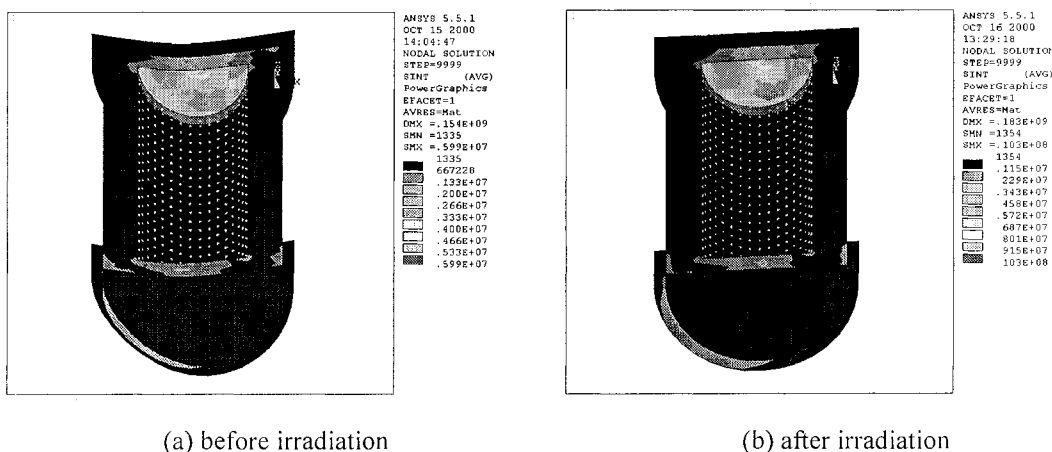 ANSYS 5.5.1
OCT 15 2000
14:04:47
NODAL SOLUTION
STEP=9999
SINT (AVG)
PowerGraphics
EFACET=1
AVRES=Mat
DMX =.154E+09
SMN =1335
SMX =.599E+07
1335
667228
.133E+07
.200E+07
.266E+07
.333E+07
.400E+07
.466E+07
.533E+07
.599E+07
X
(a) before irradiation
ANSYS 5.5.1
OCT 16 2000
13:29:18
NODAL SOLUTION
STEP=9999
SINT (AVG)
PowerGraphics
EFACET=1
AVRES=Mat
DMX =.183E+09
SMN =1354
SMX =.103E+08
1354
.115E+07
229E+07
.343E+07
458E+07
.572E+07
687E+07
801E+07
915E+07
103E+08
(b) after irradiation